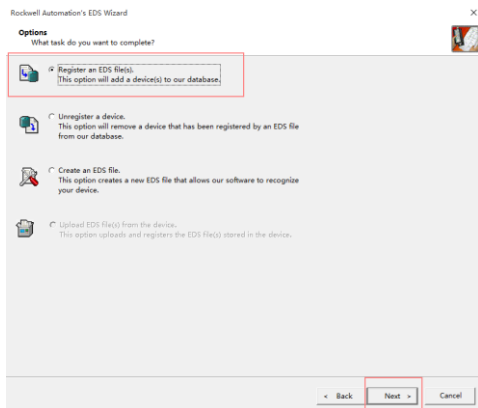 Rockwell Automation's EDS Wizard
Options
What task do you want to complete?
Register an EDS file(s).
This option will add a device(s) to our database.
Unregister a device.
This option will remove a device that has been registered by an EDS file
from our database.
Create an EDS file.
This option creates a new EDS file that allows our software to recognize
your device.
Upload EDS file(s) from the device.
This option uploads and registers the EDS file(s) stored in the device.
< Back Next > Cancel